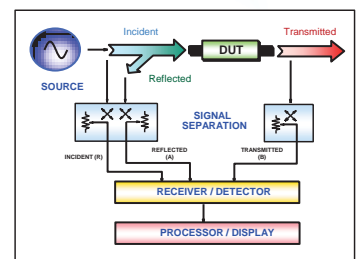 Incident
Transmitted
DUT
Reflected
SOURCE
SIGNAL
SEPARATION
INCIDENT (R)
REFLECTED
(A)
TRANSMITTED
(B)
RECEIVER / DETECTOR
PROCESSOR / DISPLAY